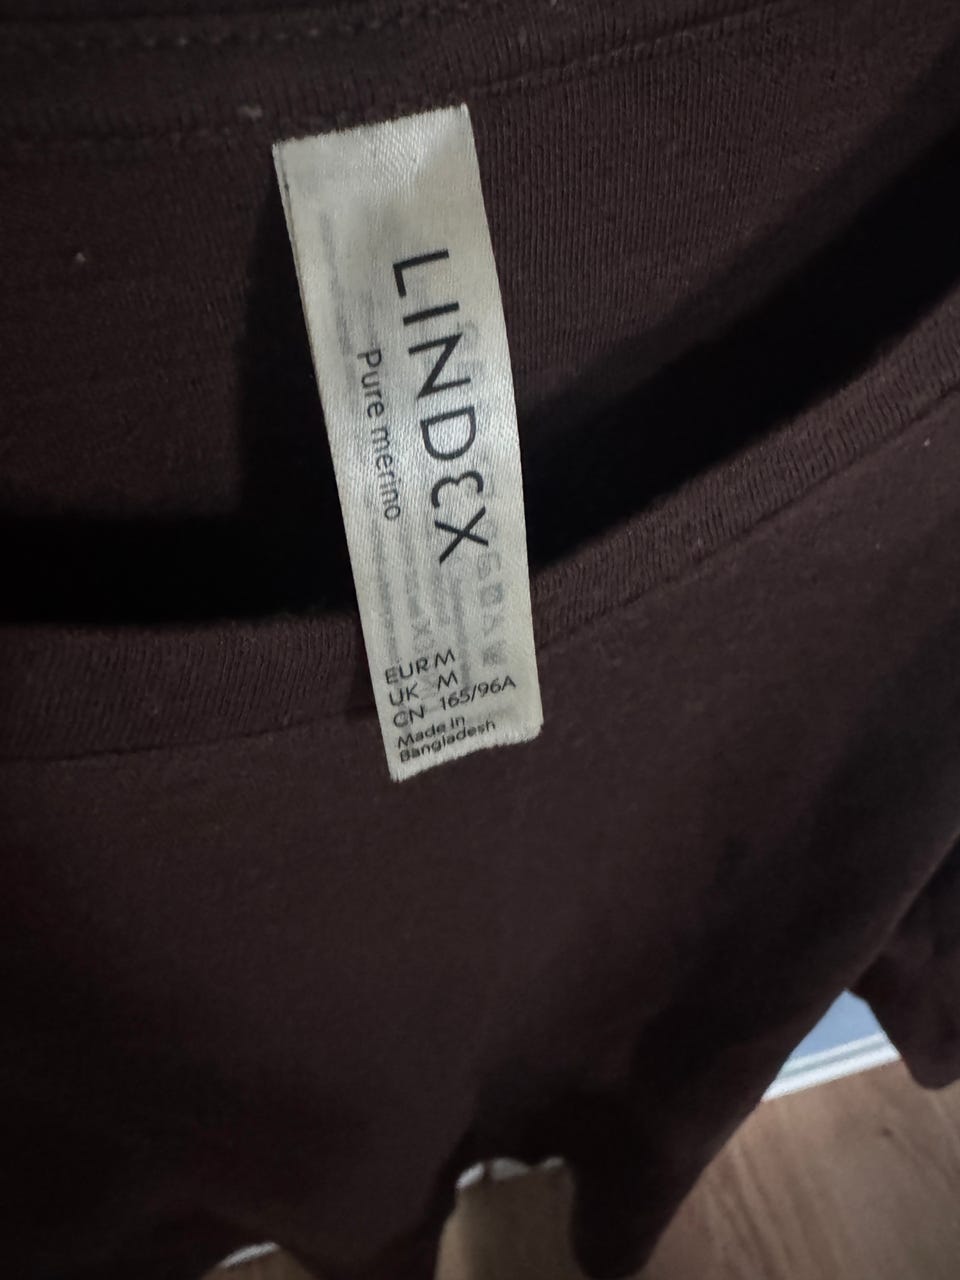 LINDEX
Pure merino
EUR M
UK M
CN 165/96A
Made in
Bangladesh